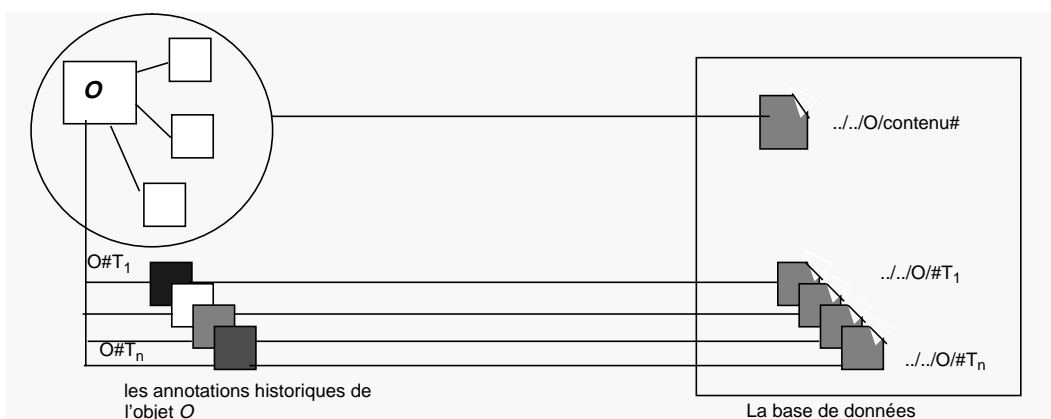 O
../../O/contenu#
O#T1
../../O/#T1
O#Tn
../../O/#Tn
les annotations historiques de
l'objet O
La base de données